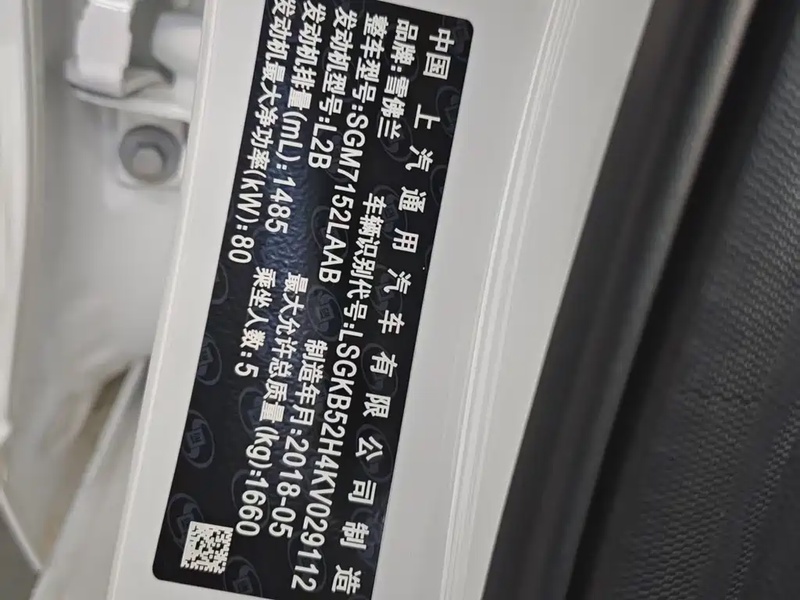 中国 上汽通用汽车有限公司制造
品牌:雪佛兰 车辆识别代号:LSGKB52H4KV029112
整车型号:SGM7152LAAB
发动机型号:L2B 制造年月:2018-05
发动机排量(mL):1485 最大允许总质量(kg):1660
发动机最大净功率(kW):80 乘坐人数:5